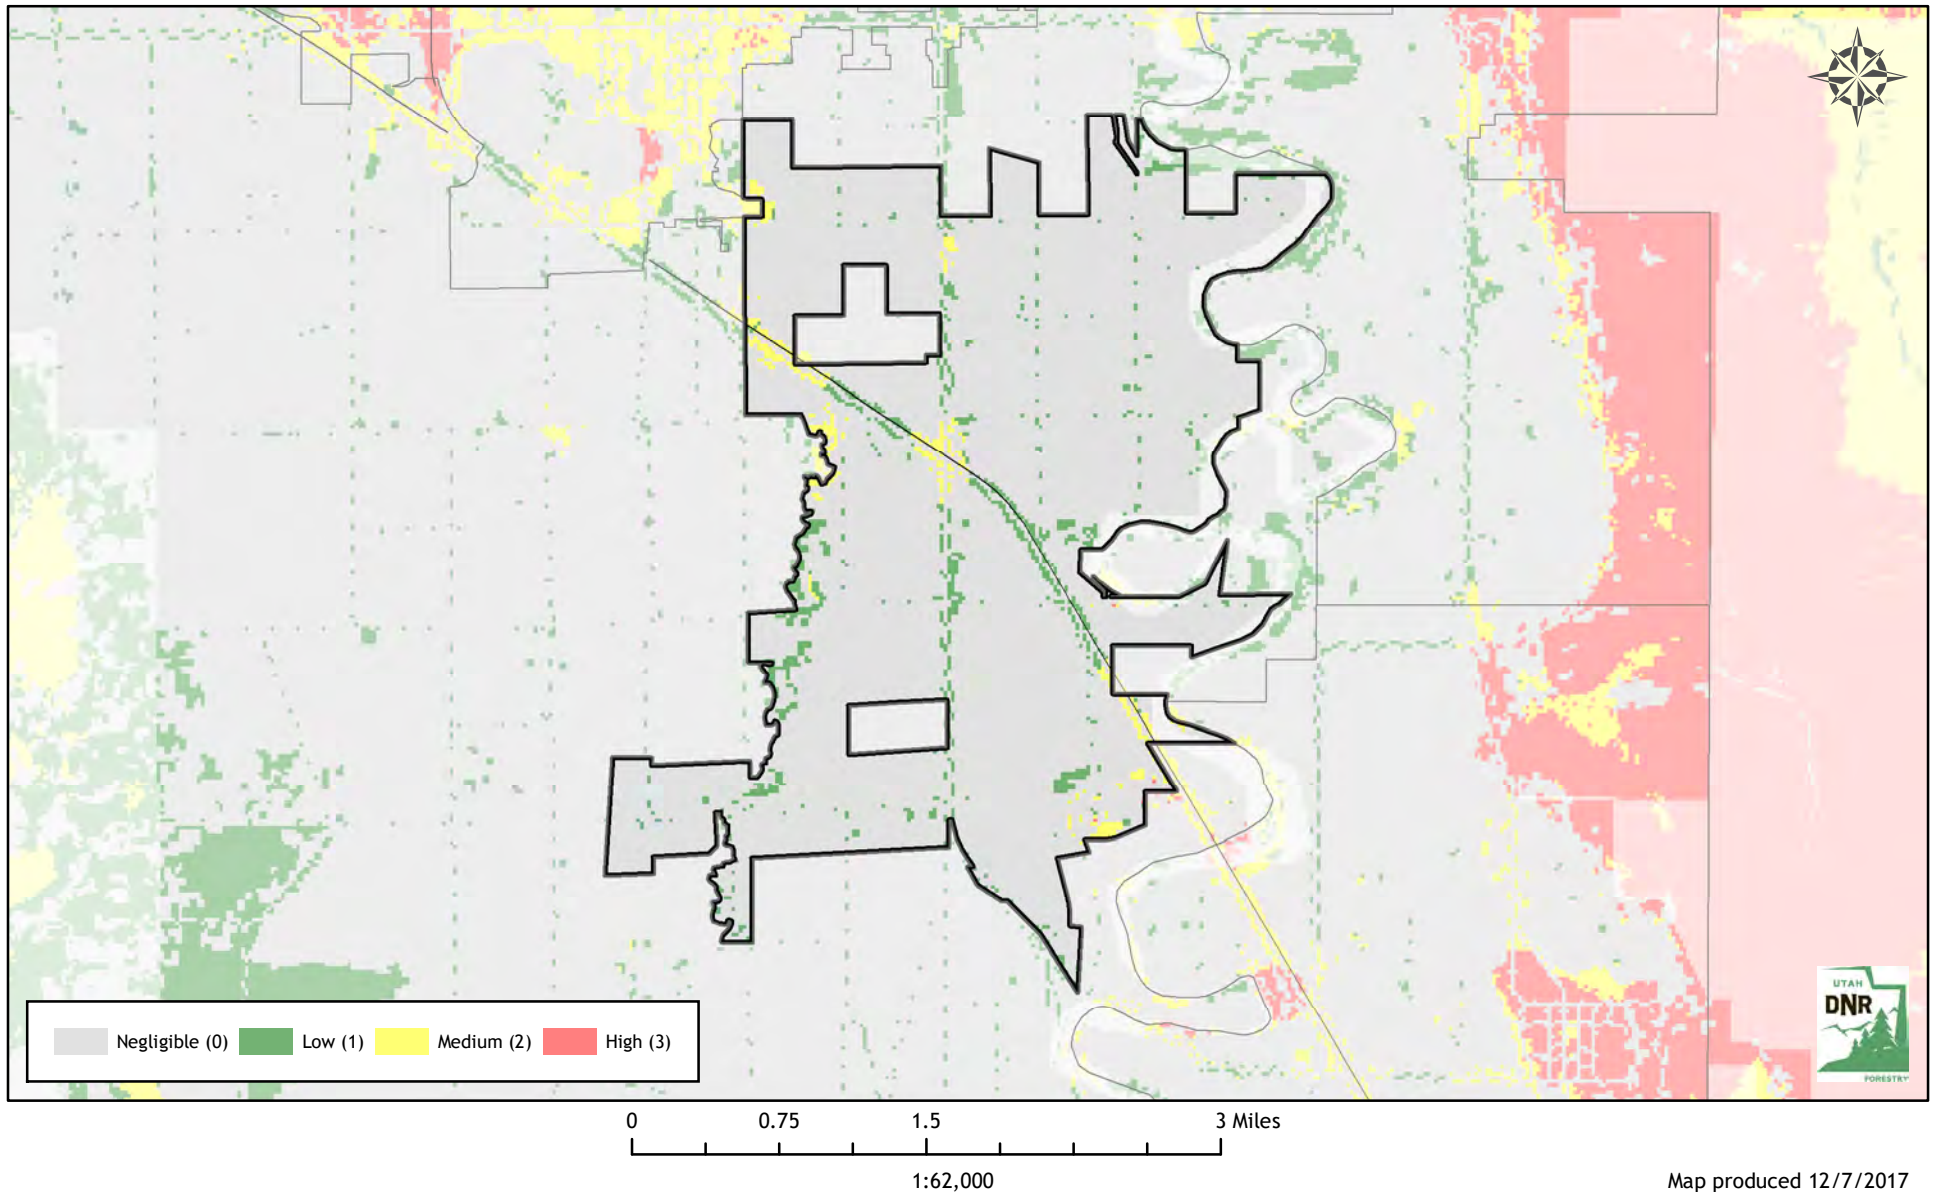 UTAH
DNR
FORESTRY
Negligible (0) Low (1) Medium (2) High (3)
0 0.75 1.5 3 Miles
1:62,000
Map produced 12/7/2017